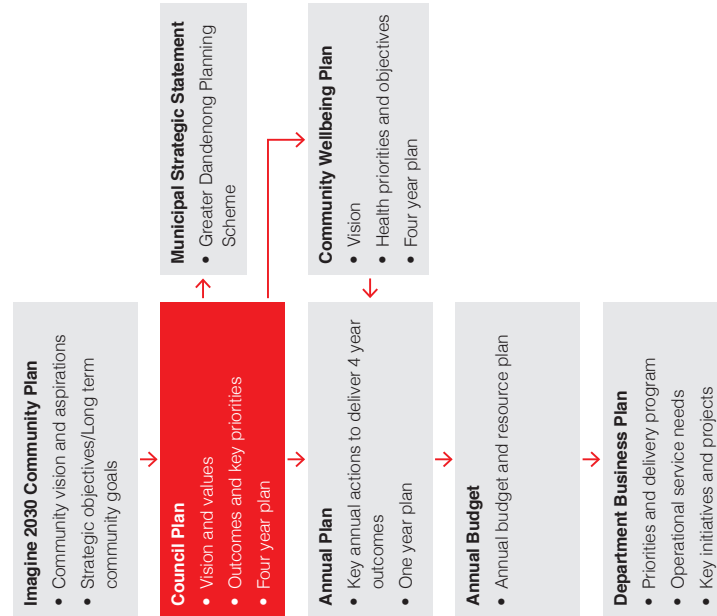 Imagine 2030 Community Plan
• Community vision and aspirations
• Strategic objectives/Long term
community goals
Council Plan
• Vision and values
• Outcomes and key priorities
• Four year plan
Municipal Strategic Statement
• Greater Dandenong Planning
Scheme
Annual Plan
• Key annual actions to deliver 4 year
outcomes
• One year plan
Community Wellbeing Plan
• Vision
• Health priorities and objectives
• Four year plan
Annual Budget
• Annual budget and resource plan
Department Business Plan
• Priorities and delivery program
• Operational service needs
• Key initiatives and projects